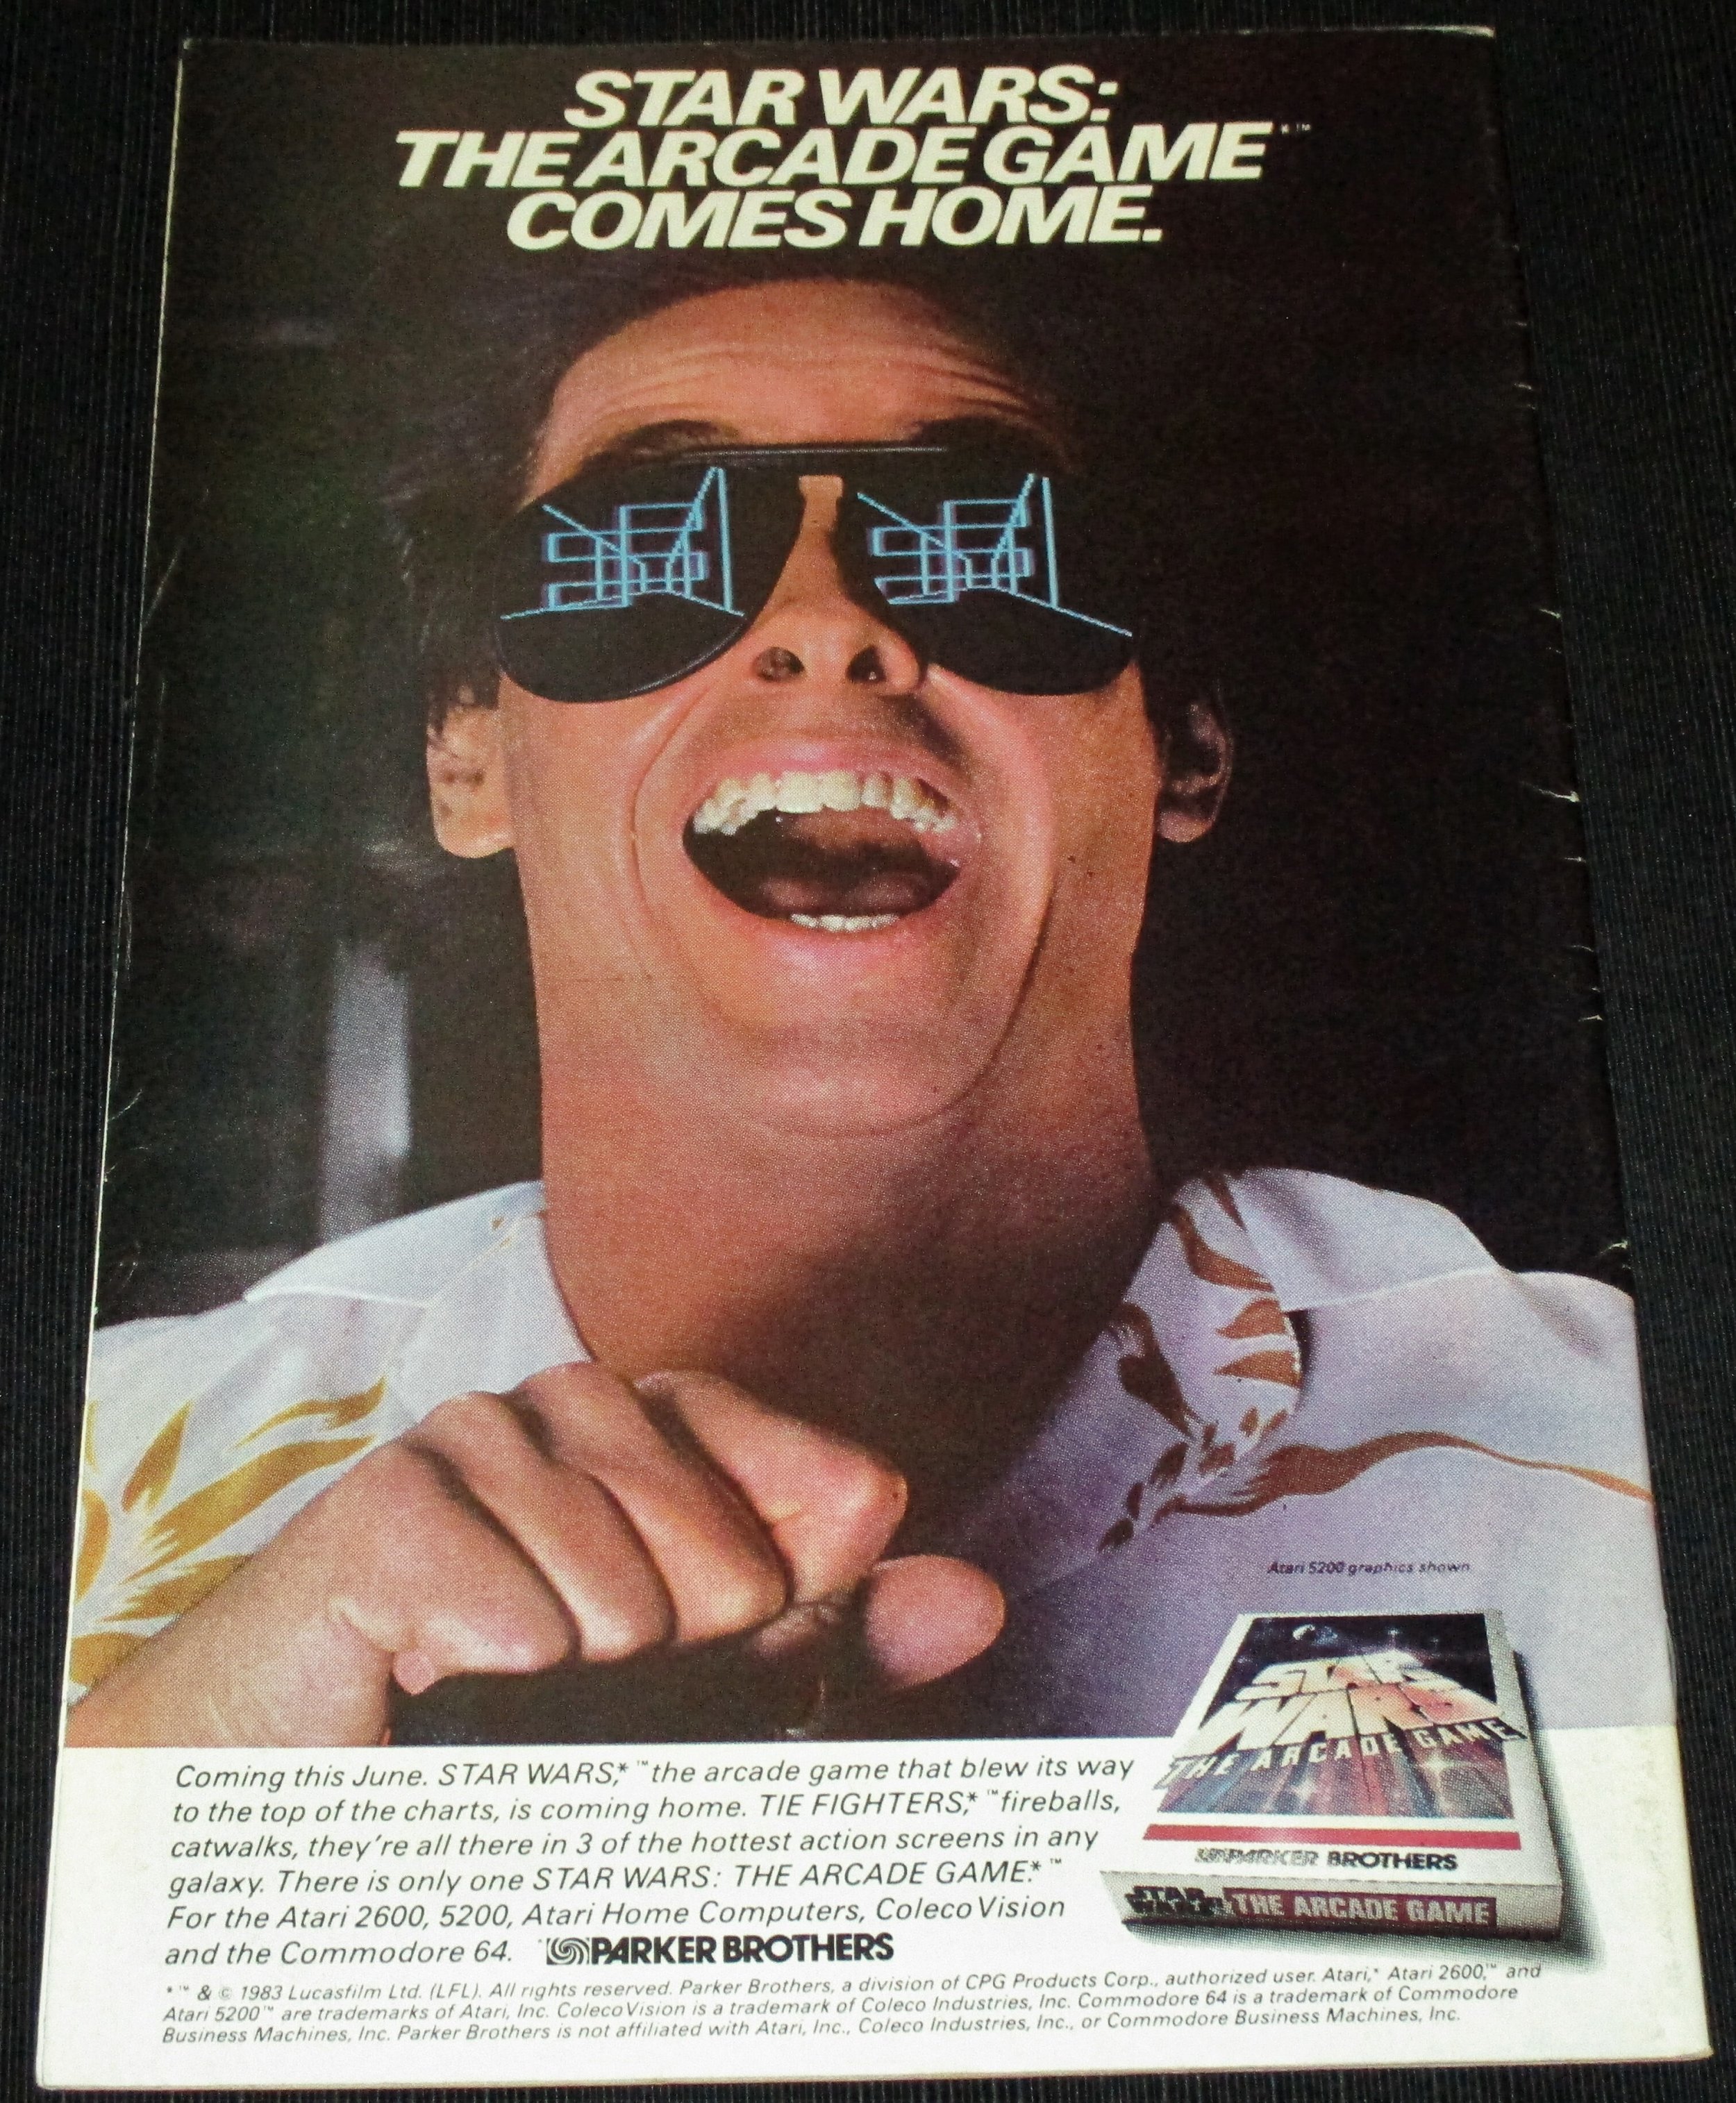 STAR WARS:
THE ARCADE GAME*™
COMES HOME.
Atari 5200 graphics shown
STAR
WARS
THE ARCADE GAME
PARKER BROTHERS
STAR
WARS THE ARCADE GAME
Coming this June. STAR WARS,*™ the arcade game that blew its way
to the top of the charts, is coming home. TIE FIGHTERS,*™ fireballs,
catwalks, they're all there in 3 of the hottest action screens in any
galaxy. There is only one STAR WARS: THE ARCADE GAME.*™
For the Atari 2600, 5200, Atari Home Computers, ColecoVision
and the Commodore 64. PARKER BROTHERS
*™ & © 1983 Lucasfilm Ltd. (LFL). All rights reserved. Parker Brothers, a division of CPG Products Corp., authorized user. Atari,* Atari 2600,™ and
Atari 5200™ are trademarks of Atari, Inc. ColecoVision is a trademark of Coleco Industries, Inc. Commodore 64 is a trademark of Commodore
Business Machines, Inc. Parker Brothers is not affiliated with Atari, Inc., Coleco Industries, Inc., or Commodore Business Machines, Inc.